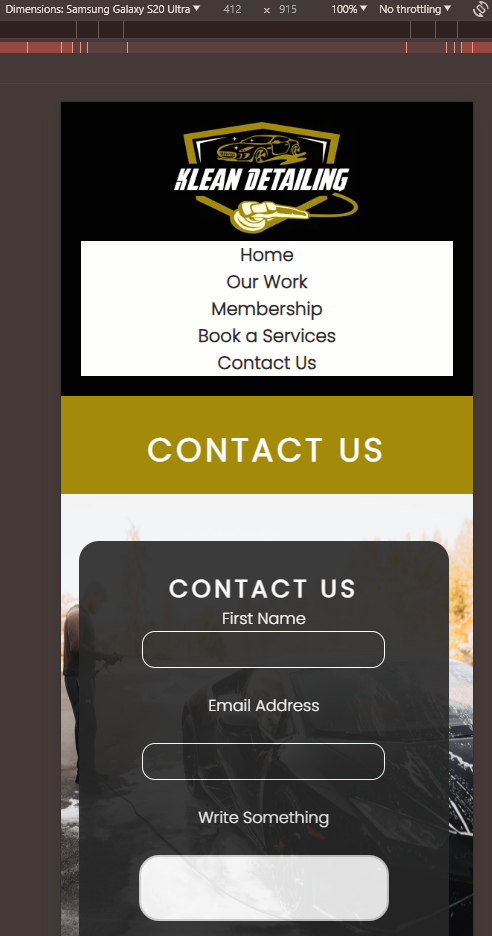 Dimensions: Samsung Galaxy S20 Ultra ▼ 412 × 915 100% ▼ No throttling ▼
KLEAN DETAILING
Home
Our Work
Membership
Book a Services
Contact Us
CONTACT US
CONTACT US
First Name
Email Address
Write Something